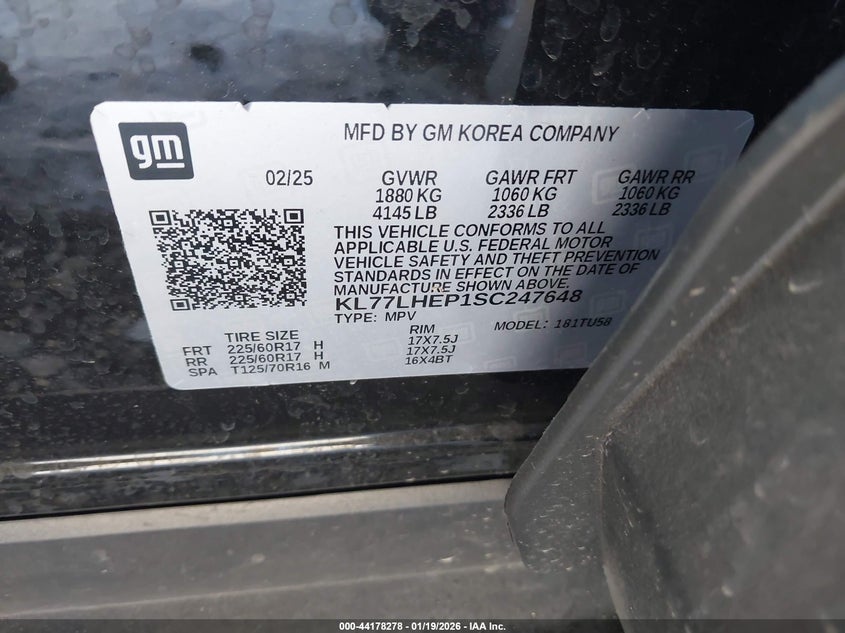 gm
MFD BY GM KOREA COMPANY
02/25 GVWR GAWR FRT GAWR RR
1880 KG 1060 KG 1060 KG
4145 LB 2336 LB 2336 LB
THIS VEHICLE CONFORMS TO ALL
APPLICABLE U.S. FEDERAL MOTOR
VEHICLE SAFETY AND THEFT PREVENTION
STANDARDS IN EFFECT ON THE DATE OF
MANUFACTURE SHOWN ABOVE.
KL77LHEP1SC247648
TYPE: MPV MODEL: 181TU58
TIRE SIZE RIM
FRT 225/60R17 H 17X7.5J
RR 225/60R17 H 17X7.5J
SPA T125/70R16 M 16X4BT
000-44178278 - 01/19/2026 - IAA Inc.